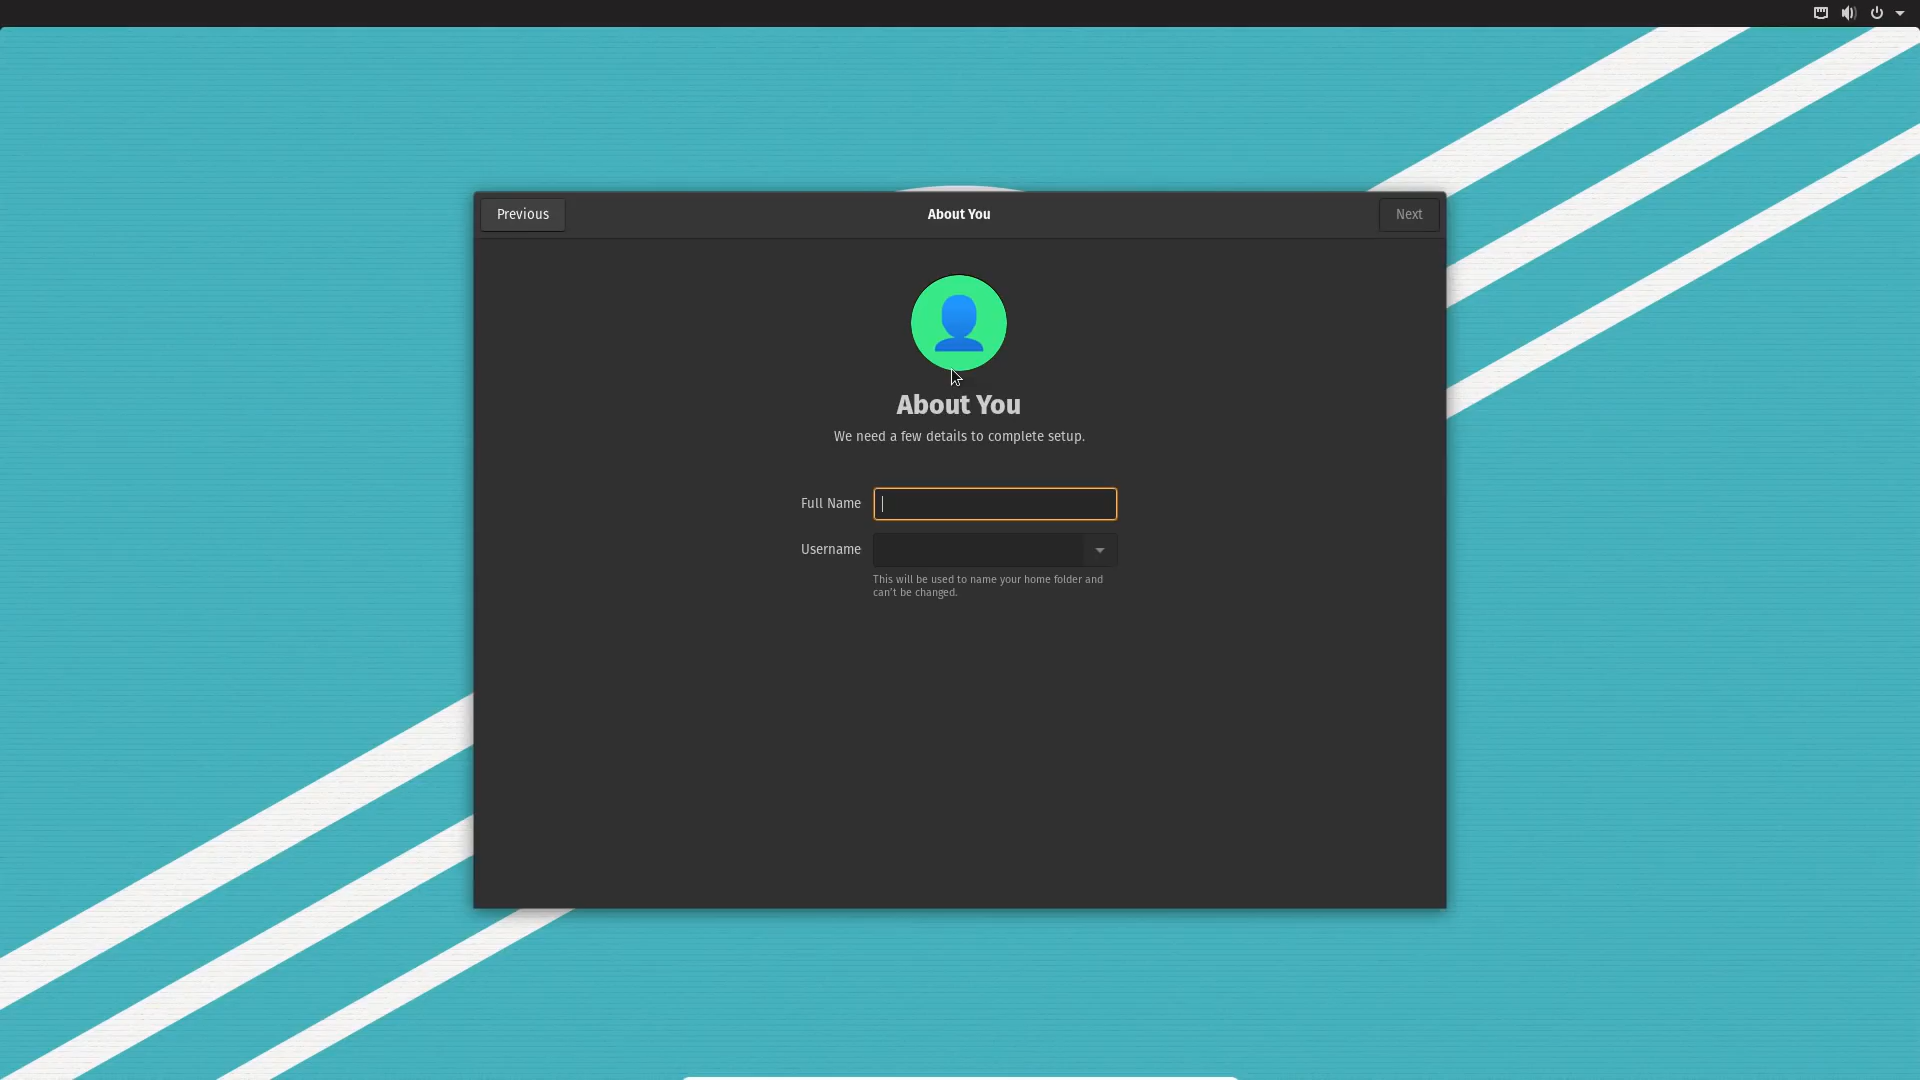 Previous
About You
Next
About You
We need a few details to complete setup.
Full Name
Username
This will be used to name your home folder and
can't be changed.